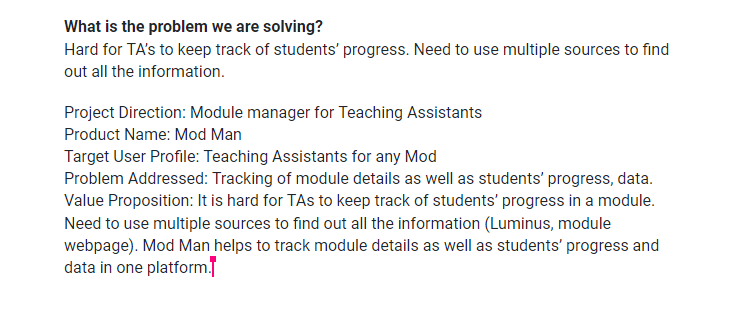 What is the problem we are solving?
Hard for TA's to keep track of students' progress. Need to use multiple sources to find
out all the information.
Project Direction: Module manager for Teaching Assistants
Product Name: Mod Man
Target User Profile: Teaching Assistants for any Mod
Problem Addressed: Tracking of module details as well as students' progress, data.
Value Proposition: It is hard for TAs to keep track of students' progress in a module.
Need to use multiple sources to find out all the information (Luminus, module
webpage). Mod Man helps to track module details as well as students' progress and
data in one platform.